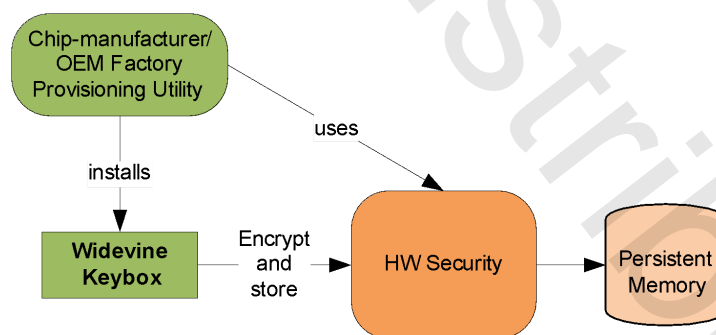 Chip-manufacturer/
OEM Factory
Provisioning Utility
uses
installs
Widevine
Keybox
Encrypt
and
store
HW Security
Persistent
Memory